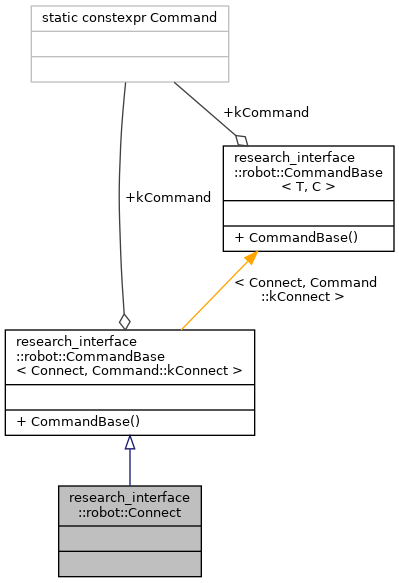 static constexpr Command
+kCommand
research_interface
::robot::CommandBase
< T, C >
+ CommandBase()
+kCommand
< Connect, Command
::kConnect >
research_interface
::robot::CommandBase
< Connect, Command::kConnect >
+ CommandBase()
research_interface
::robot::Connect